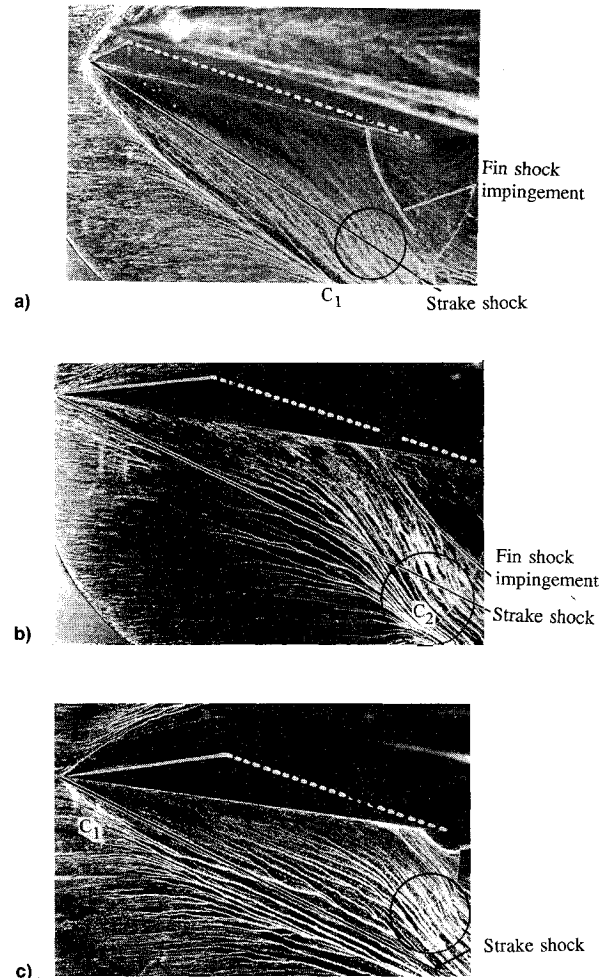 a)
Fin shock
impingement
C1
Strake shock
b)
Fin shock
impingement
C2
Strake shock
c)
C1
Strake shock